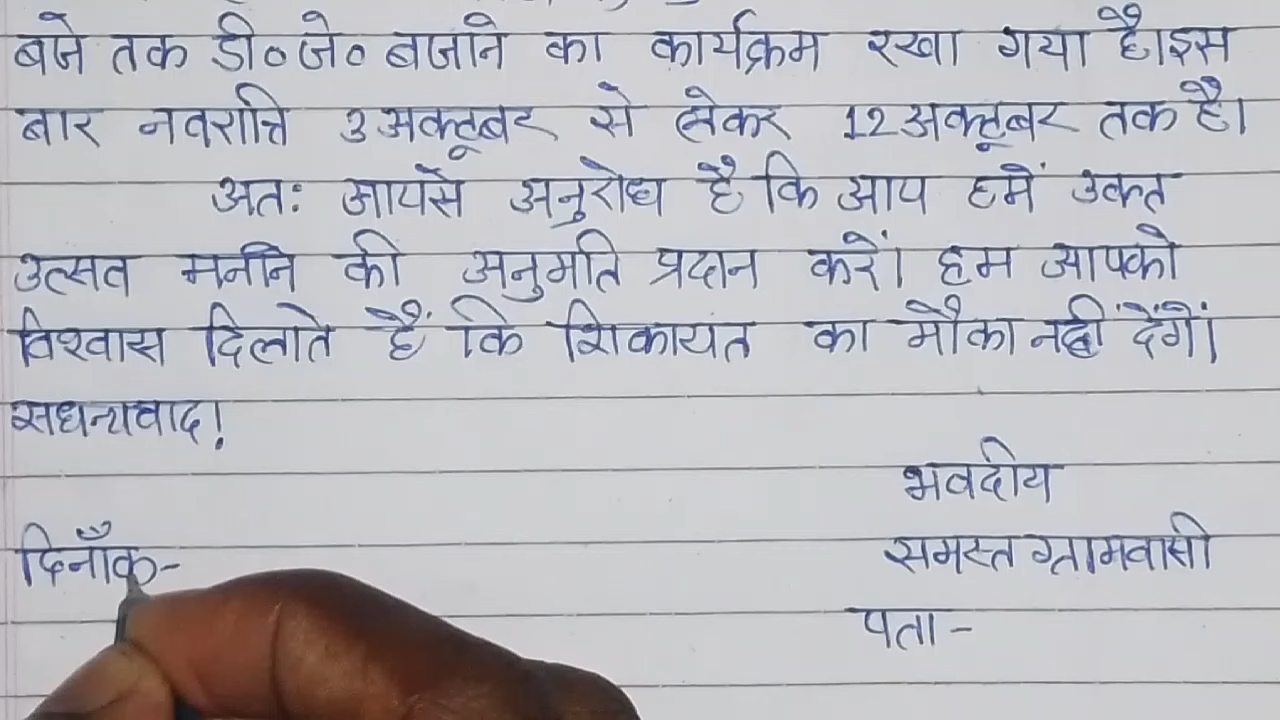 बजे तक डी०जे० बजाने का कार्यक्रम रखा गया है।इस
बार नवरात्रि 3 अक्टूबर से लेकर 12 अक्टूबर तक है।
अतः आपसे अनुरोध है कि आप हमें उक्त
उत्सव मनाने की अनुमति प्रदान करें। हम आपको
विश्वास दिलाते हैं कि शिकायत का मौका नहीं देंगें।
सधन्यवाद!
भवदीय
दिनाँक-
समस्त ग्रामवासी
पता-